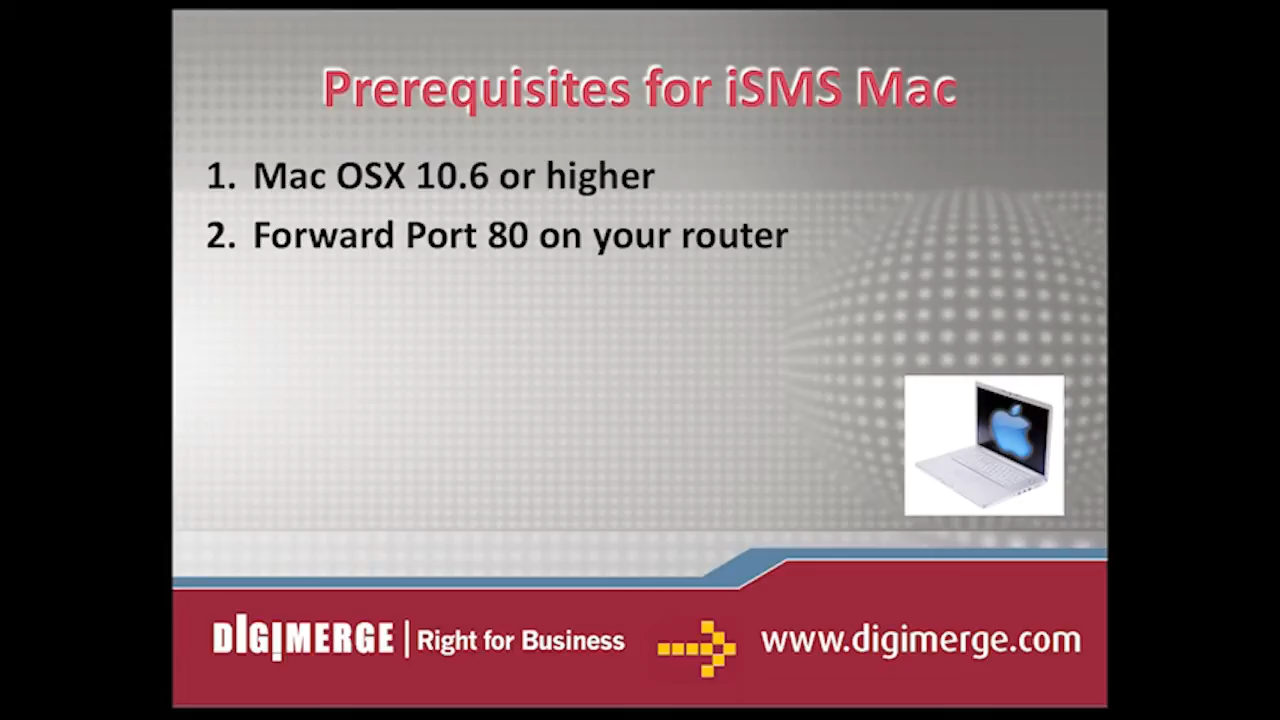 Prerequisites for iSMS Mac
1. Mac OSX 10.6 or higher
2. Forward Port 80 on your router
DIGIMERGE | Right for Business www.digimerge.com